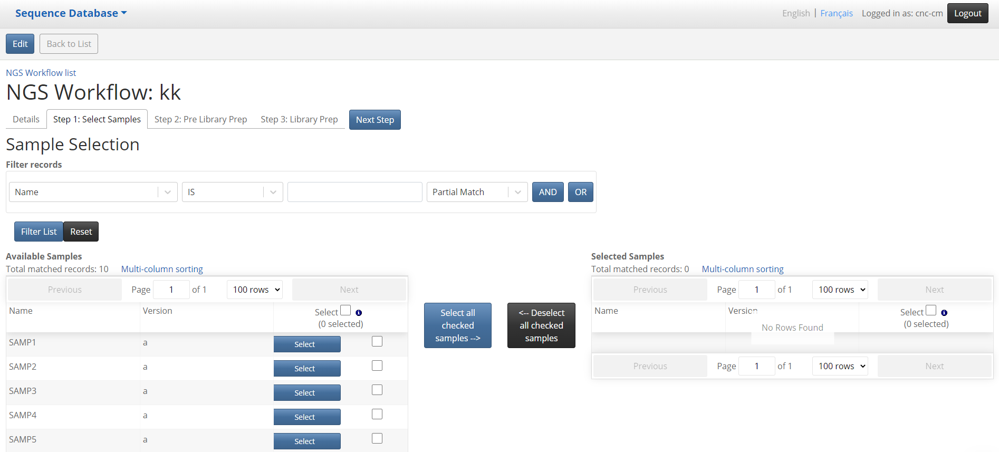 Sequence Database
English | Français Logged in as: cnc-cm Logout
Edit Back to List
NGS Workflow list
NGS Workflow: kk
Details Step 1: Select Samples Step 2: Pre Library Prep Step 3: Library Prep Next Step
Sample Selection
Filter records
Name IS Partial Match AND OR
Filter List Reset
Available Samples
Total matched records: 10 Multi-column sorting
Previous Page 1 of 1 100 rows Next
Name Version Select
(0 selected)
SAMP1 a Select
SAMP2 a Select
SAMP3 a Select
SAMP4 a Select
SAMP5 a Select
Select all
checked
samples -->
<-- Deselect
all checked
samples
Selected Samples
Total matched records: 0 Multi-column sorting
Previous Page 1 of 1 100 rows Next
Name Version Select
(0 selected)
No Rows Found
Previous Page 1 of 1 100 rows Next